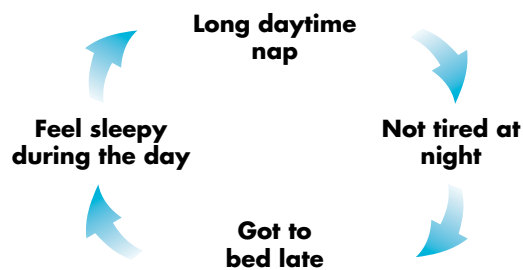 Long daytime
nap
Not tired at
night
Got to
bed late
Feel sleepy
during the day